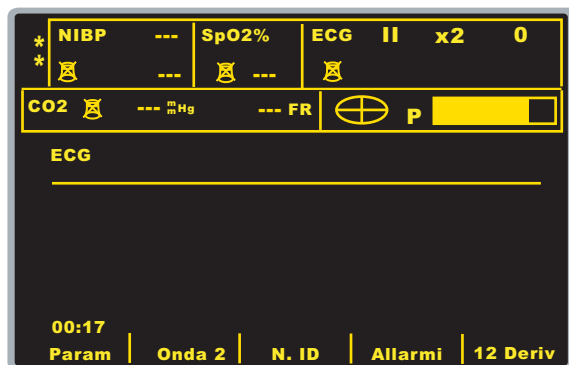 * NIBP --- SpO2% ECG II x2 0
* --- ---
CO2 --- mmHg --- FR P
ECG
00:17
Param Onda 2 N. ID Allarmi 12 Deriv